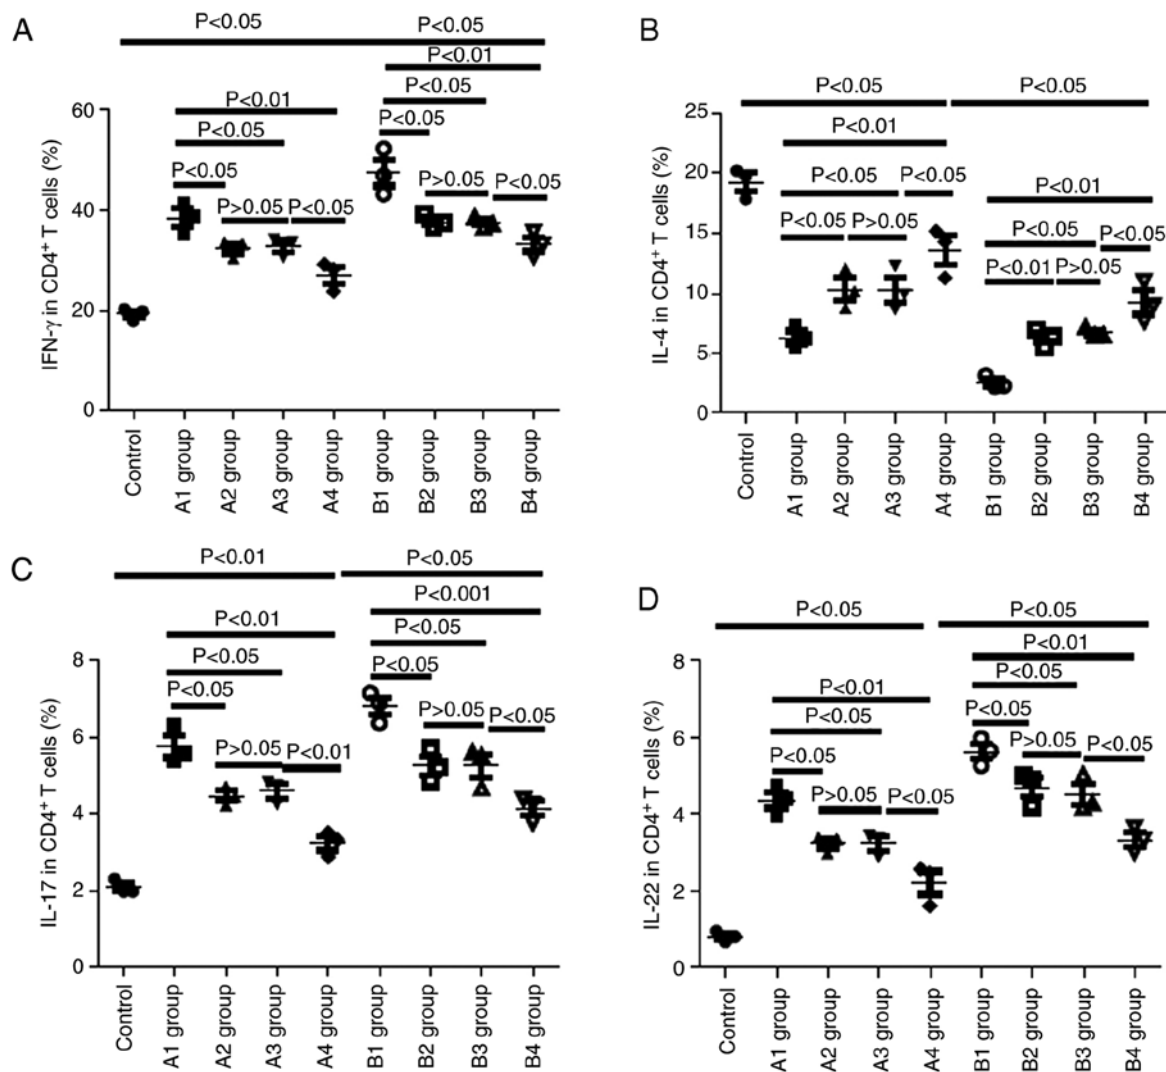 A
P<0.05 P<0.05
P<0.01
P<0.05
P<0.01
P<0.05
P<0.05
P<0.05
P>0.05
P<0.05
P>0.05
P<0.05
IFN-γ in CD4+ T cells (%)
60
40
20
0
Control
A1 group
A2 group
A3 group
A4 group
B1 group
B2 group
B3 group
B4 group
B
P<0.05 P<0.05
P<0.01
P<0.05
P<0.05
P<0.01
P<0.05
P>0.05
P<0.05
P<0.05
P<0.01
P>0.05
IL-4 in CD4+ T cells (%)
25
20
15
10
5
0
Control
A1 group
A2 group
A3 group
A4 group
B1 group
B2 group
B3 group
B4 group
C
P<0.01 P<0.05
P<0.001
P<0.01
P<0.05
P<0.05
P<0.05
P<0.05
P>0.05
P<0.05
P>0.05
P<0.01
IL-17 in CD4+ T cells (%)
8
6
4
2
0
Control
A1 group
A2 group
A3 group
A4 group
B1 group
B2 group
B3 group
B4 group
D
P<0.05 P<0.05
P<0.01
P<0.05
P<0.01
P<0.05
P<0.05
P<0.05
P>0.05
P<0.05
P>0.05
P<0.05
IL-22 in CD4+ T cells (%)
8
6
4
2
0
Control
A1 group
A2 group
A3 group
A4 group
B1 group
B2 group
B3 group
B4 group